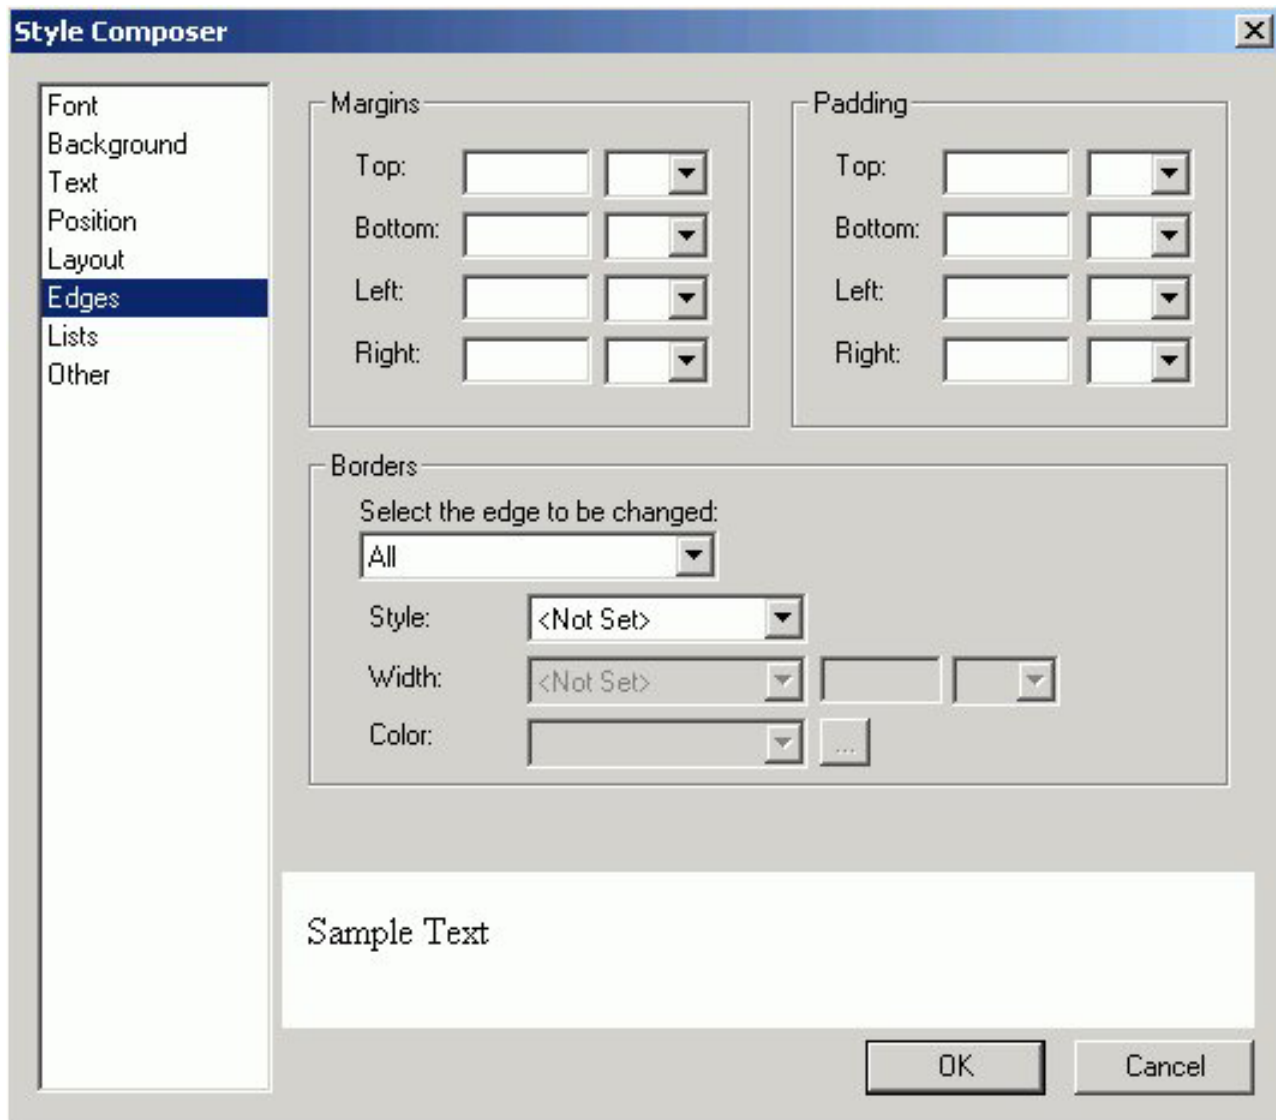 Style Composer
Font
Background
Text
Position
Layout
Edges
Lists
Other
Margins
Top:
Bottom:
Left:
Right:
Padding
Top:
Bottom:
Left:
Right:
Borders
Select the edge to be changed:
All
Style: <Not Set>
Width: <Not Set>
Color: ...
Sample Text
OK Cancel